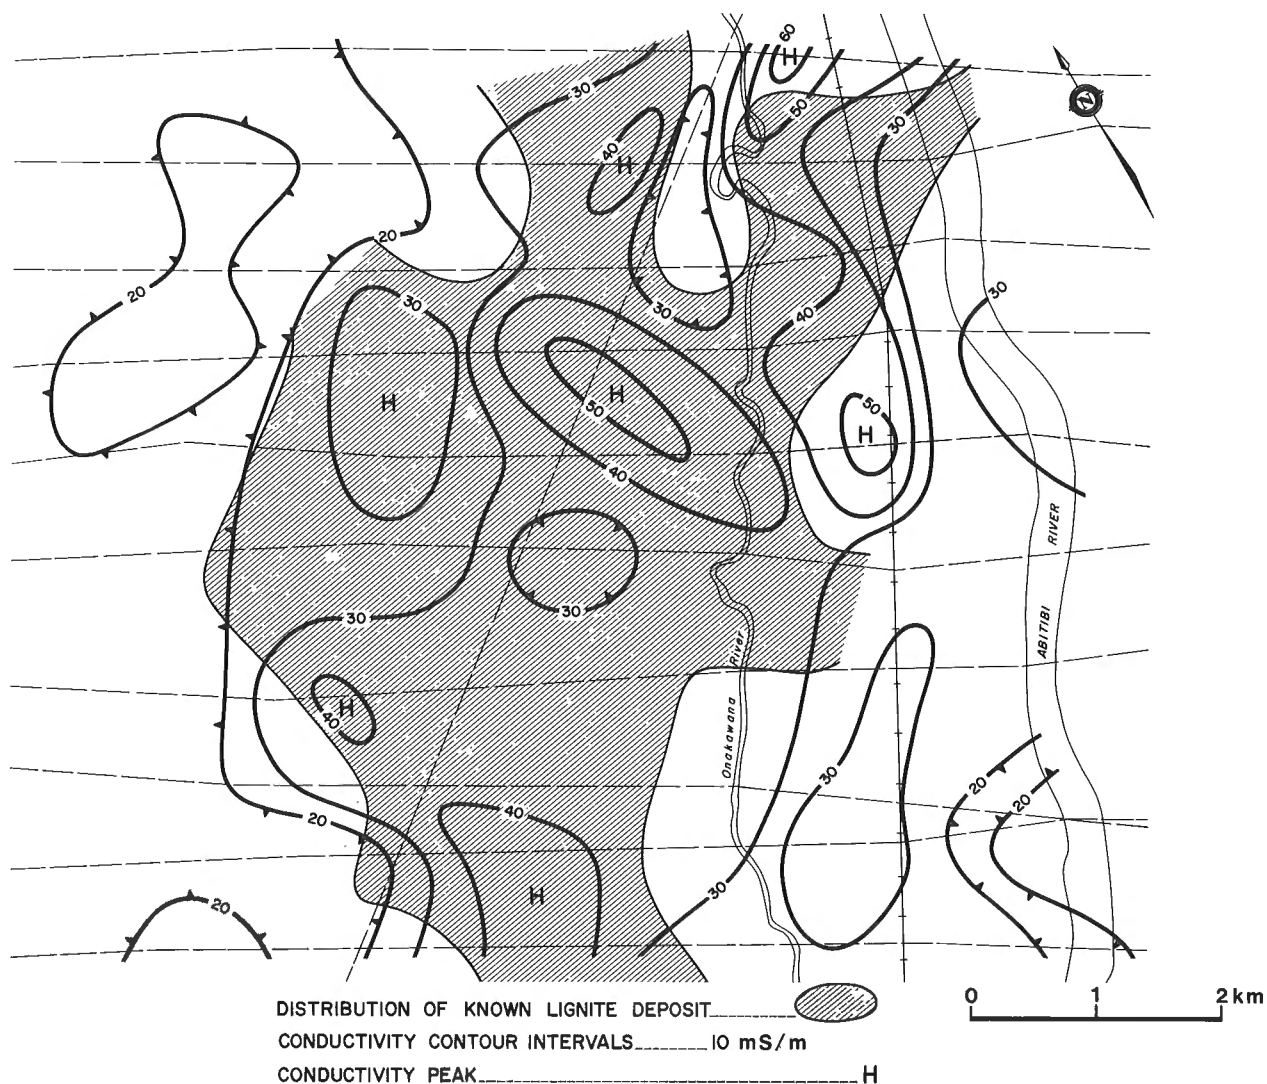 60
H
30
50
N
30
40
H
20
30
20
30
30
40
H
50
H
40
50
H
RIVER
30
30
ABITIBI
River
H
40
Onakawana
30
20
20
40
20
30
H
20
DISTRIBUTION OF KNOWN LIGNITE DEPOSIT
0 1 2 km
CONDUCTIVITY CONTOUR INTERVALS 10 mS/m
CONDUCTIVITY PEAK H